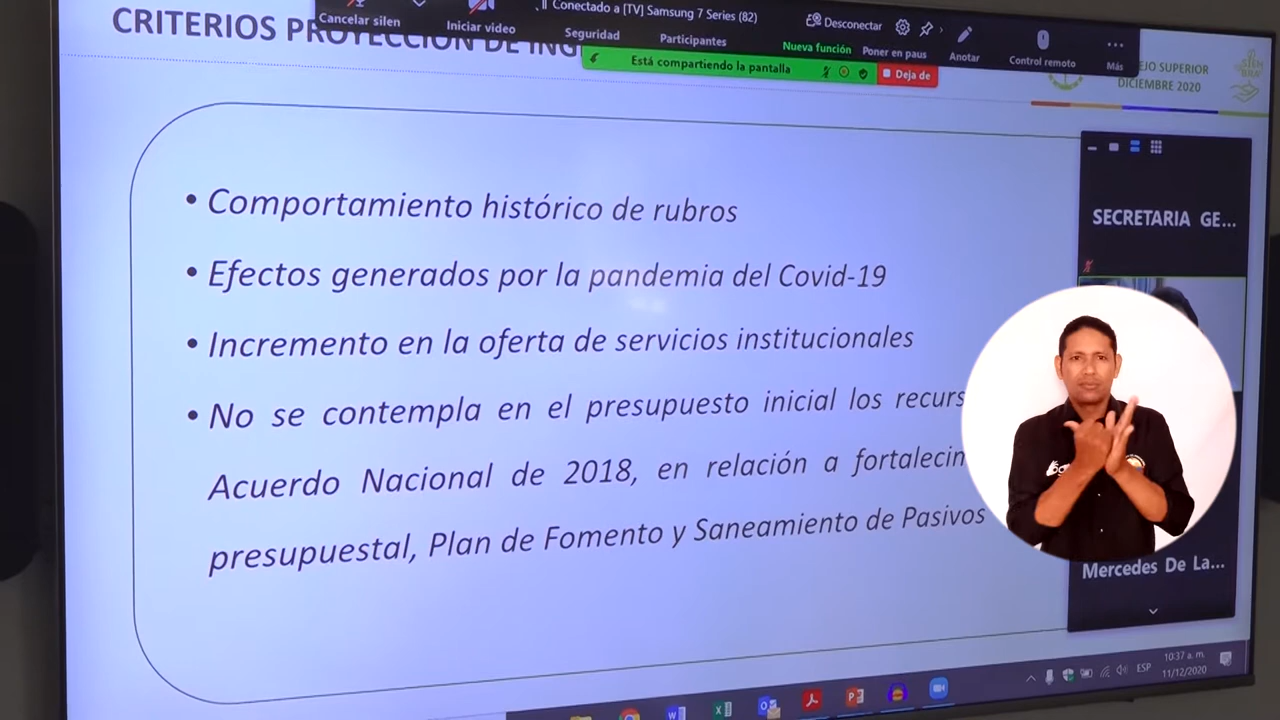 Cancelar silen
Iniciar video
Conectado a [TV] Samsung 7 Series (82)
Desconectar
Seguridad
Participantes
Nueva función
Poner en paus
Anotar
Control remoto
Más
Está compartiendo la pantalla
Deja de
CRITERIOS PROYECCIÓN DE ING
EJO SUPERIOR
DICIEMBRE 2020
• Comportamiento histórico de rubros
• Efectos generados por la pandemia del Covid-19
• Incremento en la oferta de servicios institucionales
• No se contempla en el presupuesto inicial los recurs
Acuerdo Nacional de 2018, en relación a fortalecim
presupuestal, Plan de Fomento y Saneamiento de Pasivos
SECRETARIA GE...
Mercedes De La...
ESP
10:37 a. m.
11/12/2020